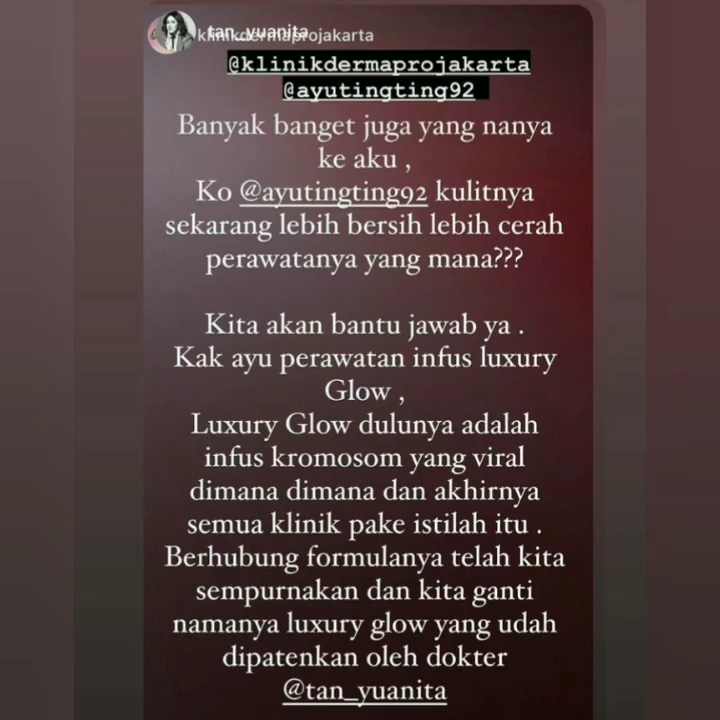 tan_yuanita
klinikdermaprojakarta
@klinikdermaprojakarta
@ayutingting92
Banyak banget juga yang nanya
ke aku ,
Ko @ayutingting92 kulitnya
sekarang lebih bersih lebih cerah
perawatanya yang mana???
Kita akan bantu jawab ya .
Kak ayu perawatan infus luxury
Glow ,
Luxury Glow dulunya adalah
infus kromosom yang viral
dimana dimana dan akhirnya
semua klinik pake istilah itu .
Berhubung formulanya telah kita
sempurnakan dan kita ganti
namanya luxury glow yang udah
dipatenkan oleh dokter
@tan_yuanita